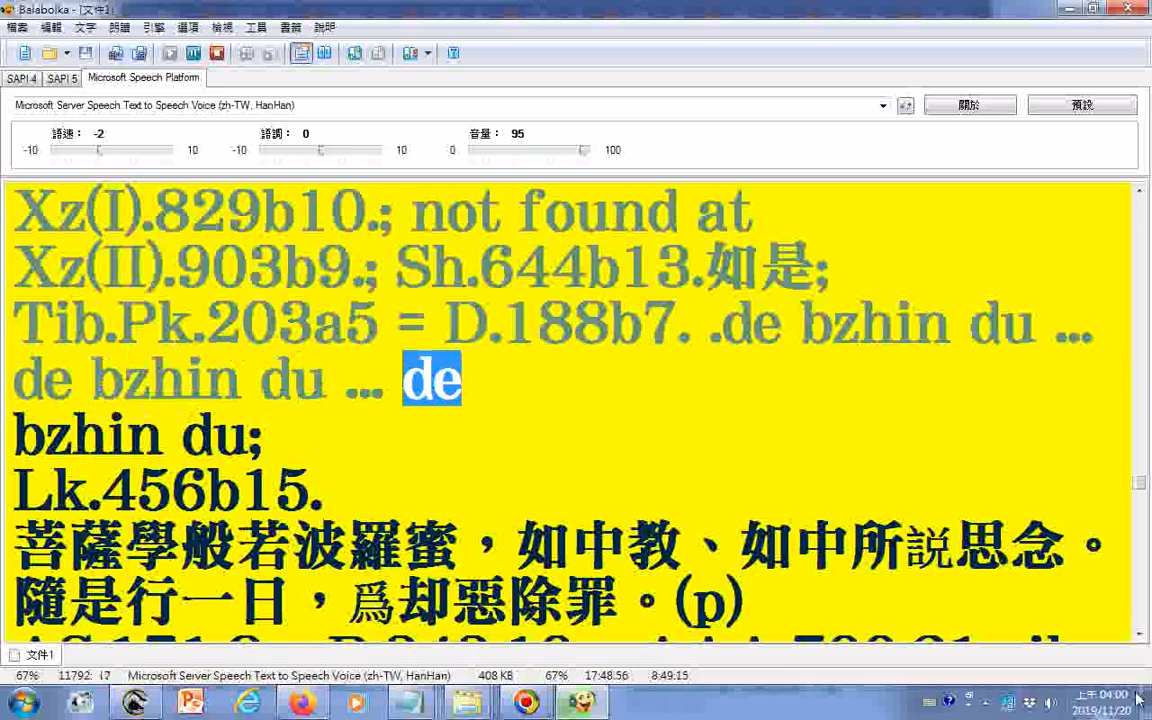 Balabolka - [文件1]
檔案 編輯 文字 朗讀 引擎 選項 檢視 工具 書籤 說明
SAPI 4 SAPI 5 Microsoft Speech Platform
Microsoft Server Speech Text to Speech Voice (zh-TW, HanHan) 關於 預設
語速： -2 語調： 0 音量： 95
-10 10 -10 10 0 100
Xz(I).829b10.; not found at
Xz(II).903b9.; Sh.644b13.如是;
Tib.Pk.203a5 = D.188b7. .de bzhin du ...
de bzhin du ... de
bzhin du;
Lk.456b15.
菩薩學般若波羅蜜，如中教、如中所説思念。
隨是行一日，爲却惡除罪。(p)
文件1
67% 11792: 17 Microsoft Server Speech Text to Speech Voice (zh-TW, HanHan) 408 KB 67% 17:48:56 8:49:15
上午 04:00
2019/11/20